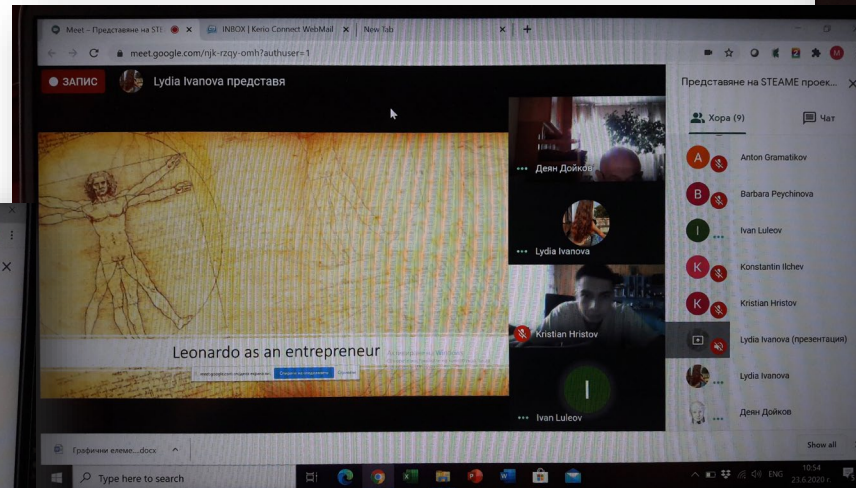 Meet – Представяне на STE
INBOX | Kerio Connect WebMail
New Tab
meet.google.com/njk-rzqy-omh?authuser=1
ЗАПИС
Lydia Ivanova представя
Представяне на STEAME проек...
Хора (9)
Чат
Деян Дойков
Lydia Ivanova
Kristian Hristov
I
Ivan Luleov
Leonardo as an entrepreneur
A
Anton Gramatikov
B
Barbara Peychinova
I
Ivan Luleov
K
Konstantin Ilchev
K
Kristian Hristov
Lydia Ivanova (презентация)
Lydia Ivanova
Деян Дойков
M
Графични елеме...docx
Show all
Type here to search
ENG
10:54
23.6.2020 г.